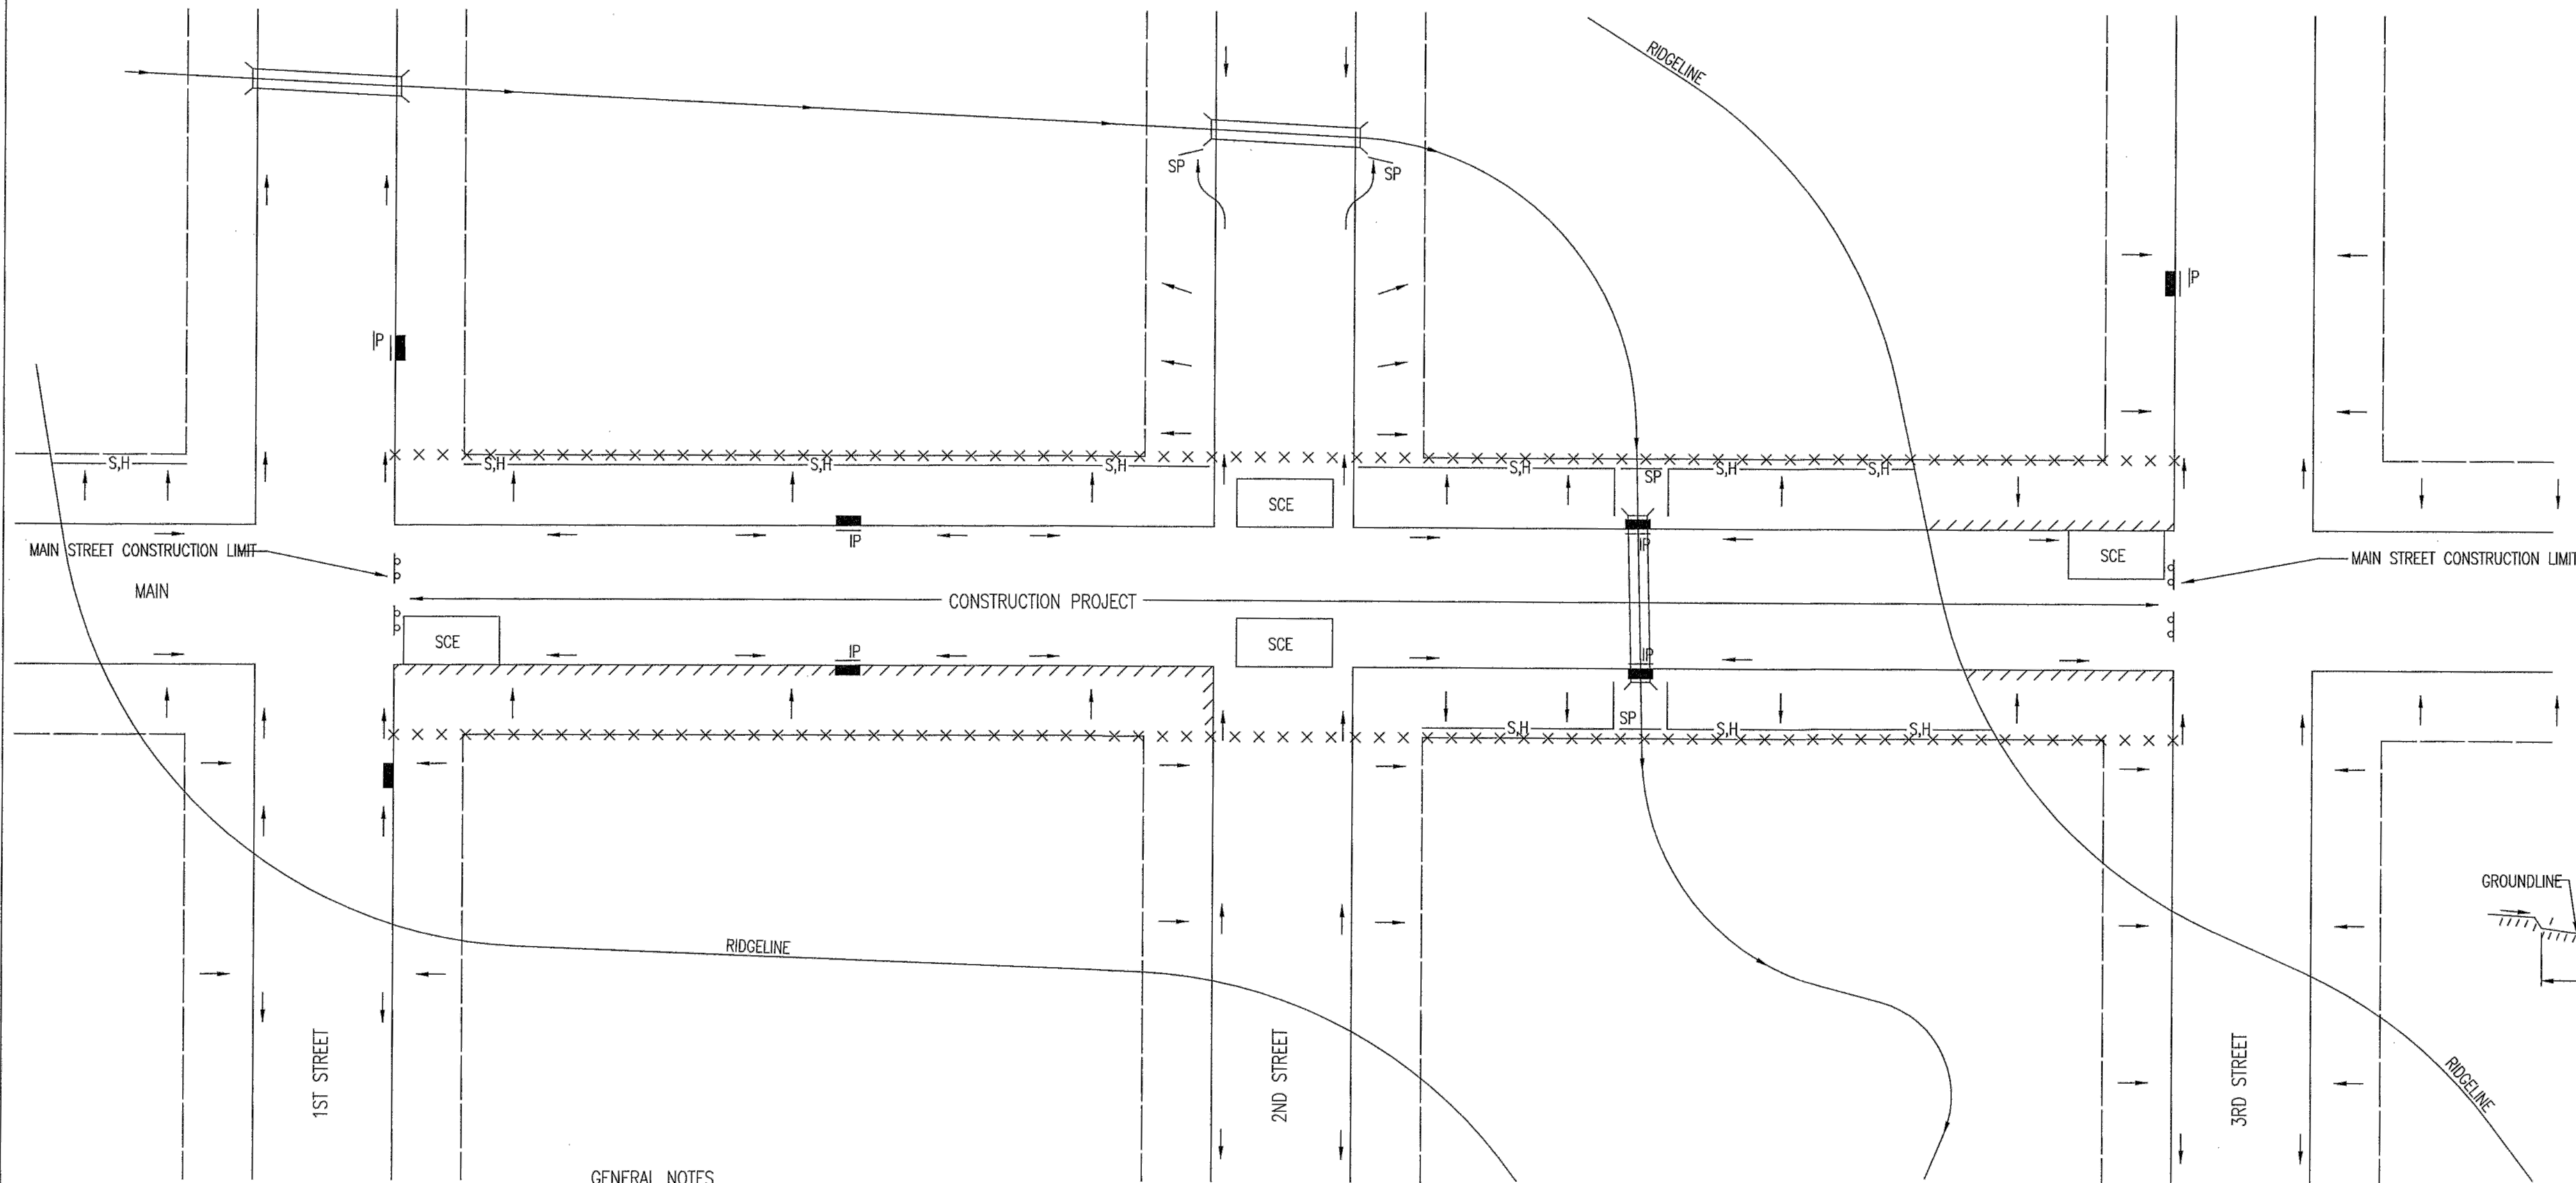 RIDGELINE
SP
SP
IP
IP
S,H
S,H
S,H
S,H
S,H
SP
S,H
S,H
SCE
MAIN STREET CONSTRUCTION LIMIT
IP
IP
SCE
MAIN STREET CONSTRUCTION LIMIT
MAIN
CONSTRUCTION PROJECT
SCE
IP
SCE
IP
S,H
SP
S,H
S,H
GROUNDLINE
RIDGELINE
1ST STREET
2ND STREET
3RD STREET
RIDGELINE
GENERAL NOTES